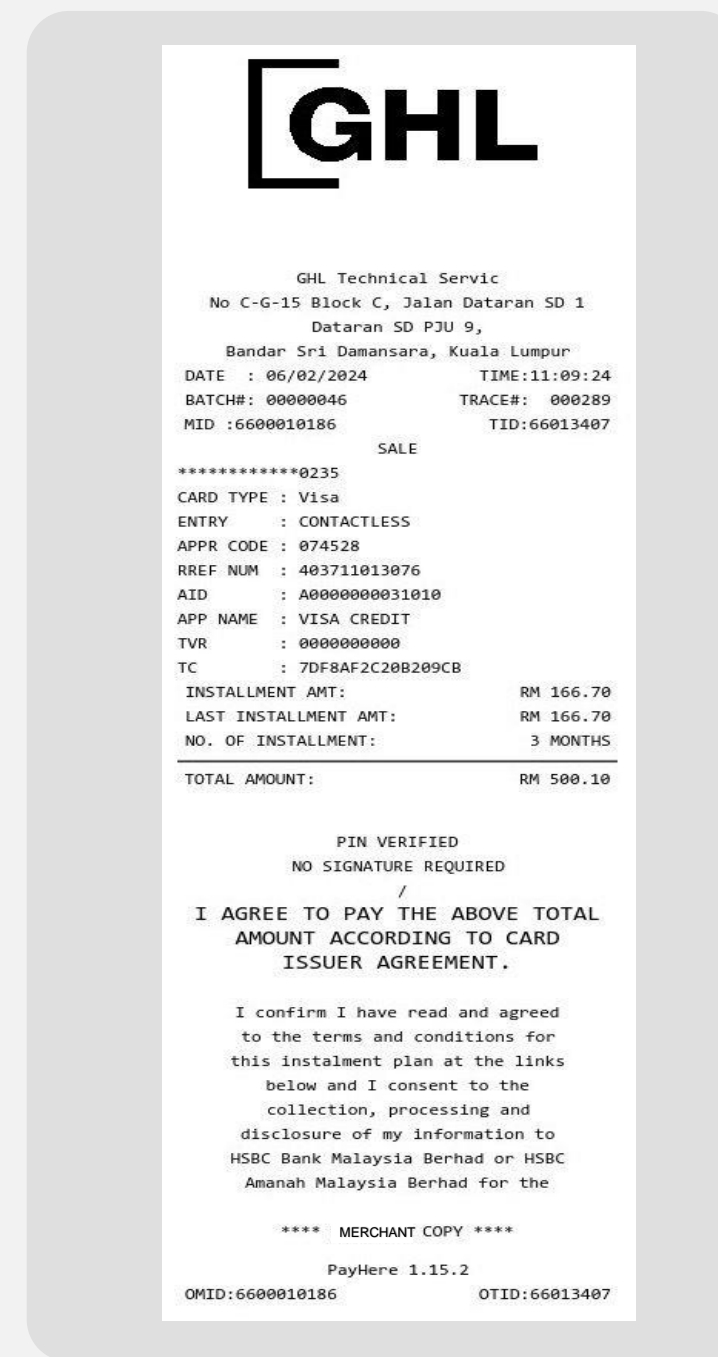 GHL
GHL Technical Servic
No C-G-15 Block C, Jalan Dataran SD 1
Dataran SD PJU 9,
Bandar Sri Damansara, Kuala Lumpur
DATE : 06/02/2024 TIME:11:09:24
BATCH#: 00000046 TRACE#: 000289
MID :6600010186 TID:66013407
SALE
************0235
CARD TYPE : Visa
ENTRY : CONTACTLESS
APPR CODE : 074528
RREF NUM : 403711013076
AID : A0000000031010
APP NAME : VISA CREDIT
TVR : 0000000000
TC : 7DF8AF2C20B209CB
INSTALLMENT AMT: RM 166.70
LAST INSTALLMENT AMT: RM 166.70
NO. OF INSTALLMENT: 3 MONTHS
TOTAL AMOUNT: RM 500.10
PIN VERIFIED
NO SIGNATURE REQUIRED
/
I AGREE TO PAY THE ABOVE TOTAL
AMOUNT ACCORDING TO CARD
ISSUER AGREEMENT.
I confirm I have read and agreed
to the terms and conditions for
this instalment plan at the links
below and I consent to the
collection, processing and
disclosure of my information to
HSBC Bank Malaysia Berhad or HSBC
Amanah Malaysia Berhad for the
**** MERCHANT COPY ****
PayHere 1.15.2
OMID:6600010186 OTID:66013407